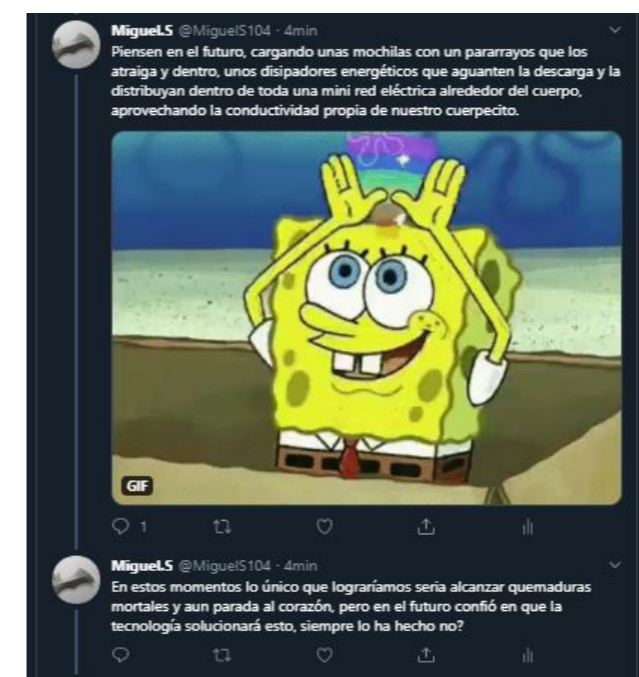 Miguel.S @MiguelS104 · 4min
Piensen en el futuro, cargando unas mochilas con un pararrayos que los
atraiga y dentro, unos disipadores energéticos que aguanten la descarga y la
distribuyan dentro de toda una mini red eléctrica alrededor del cuerpo,
aprovechando la conductividad propia de nuestro cuerpecito.
GIF
1
Miguel.S @MiguelS104 · 4min
En estos momentos lo único que lograríamos seria alcanzar quemaduras
mortales y aun parada al corazón, pero en el futuro confió en que la
tecnología solucionará esto, siempre lo ha hecho no?